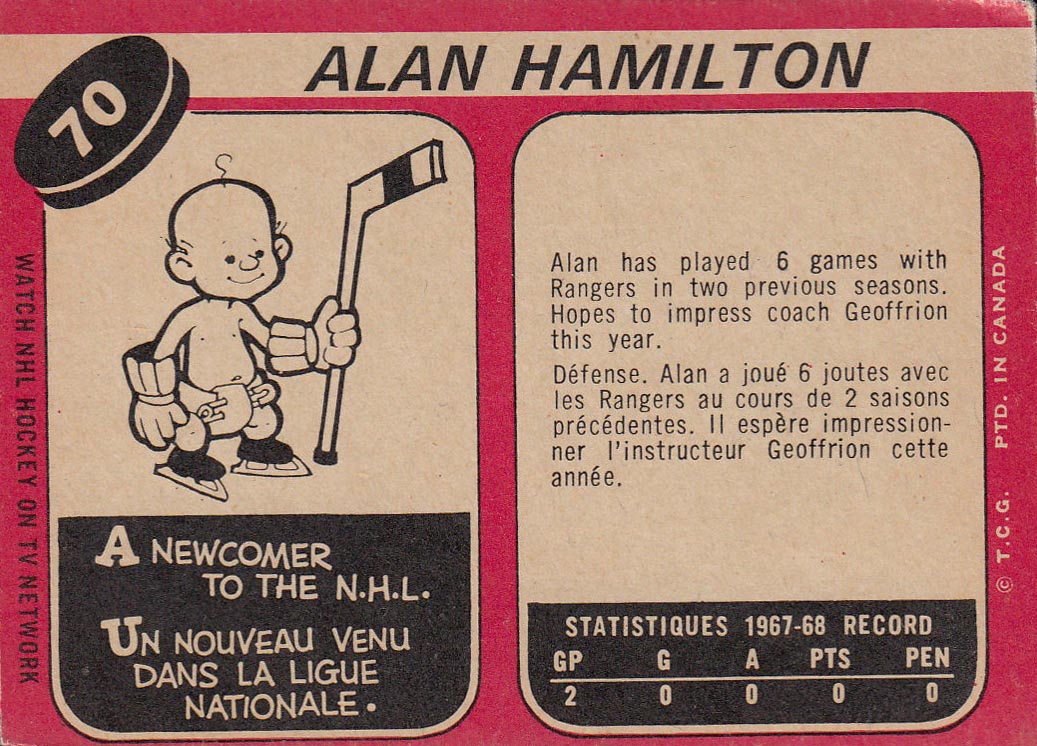 ALAN HAMILTON
70
WATCH NHL HOCKEY ON TV NETWORK
A NEWCOMER
TO THE N.H.L.
UN NOUVEAU VENU
DANS LA LIGUE
NATIONALE.
Alan has played 6 games with
Rangers in two previous seasons.
Hopes to impress coach Geoffrion
this year.
Défense. Alan a joué 6 joutes avec
les Rangers au cours de 2 saisons
précédentes. Il espère impression-
ner l'instructeur Geoffrion cette
année.
STATISTIQUES 1967-68 RECORD
GP G A PTS PEN
2 0 0 0 0
© T.C.G. PTD. IN CANADA